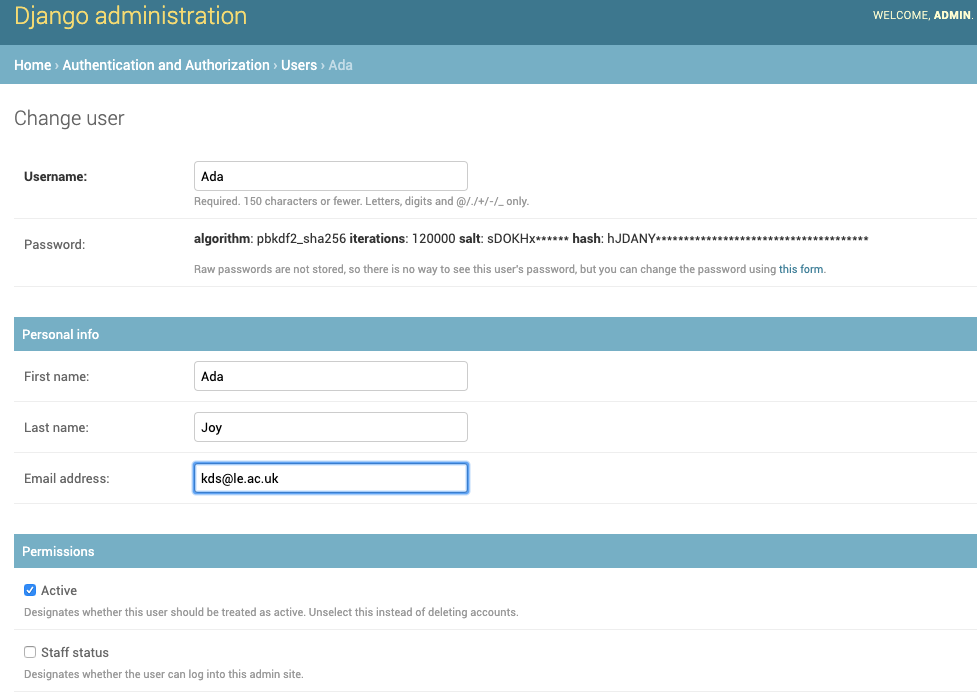 Django administration
WELCOME, ADMIN.
Home › Authentication and Authorization › Users › Ada
Change user
Username:
Ada
Required. 150 characters or fewer. Letters, digits and @/./+/-/_ only.
Password:
algorithm: pbkdf2_sha256 iterations: 120000 salt: sDOKHx****** hash: hJDANY**************************************
Raw passwords are not stored, so there is no way to see this user's password, but you can change the password using this form.
Personal info
First name:
Ada
Last name:
Joy
Email address:
kds@le.ac.uk
Permissions
Active
Designates whether this user should be treated as active. Unselect this instead of deleting accounts.
Staff status
Designates whether the user can log into this admin site.